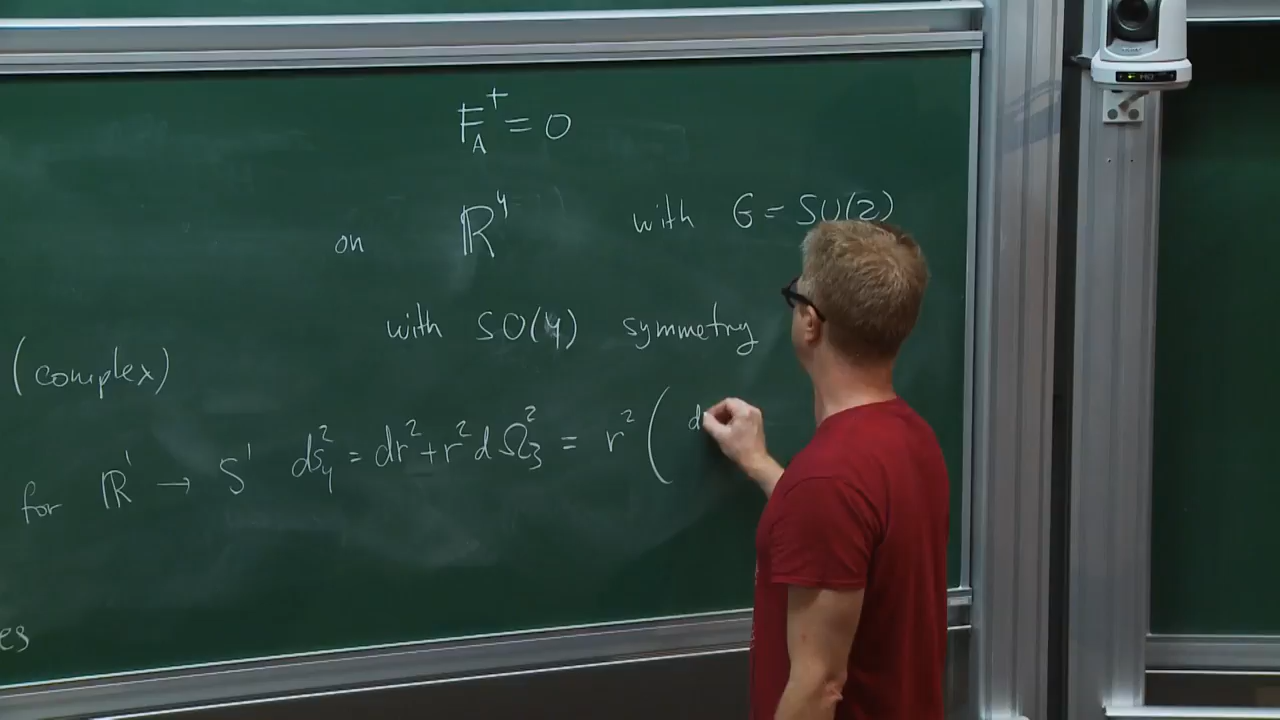 F_A^+ = 0
on ℝ^4 with G = SU(2)
with SO(4) symmetry
(complex)
for ℝ^1 → S^1 ds_4^2 = dr^2 + r^2 dΩ_3^2 = r^2 ( d
es